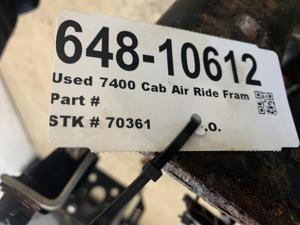 648-10612
Used 7400 Cab Air Ride Fram
Part #
STK # 70361 .o.